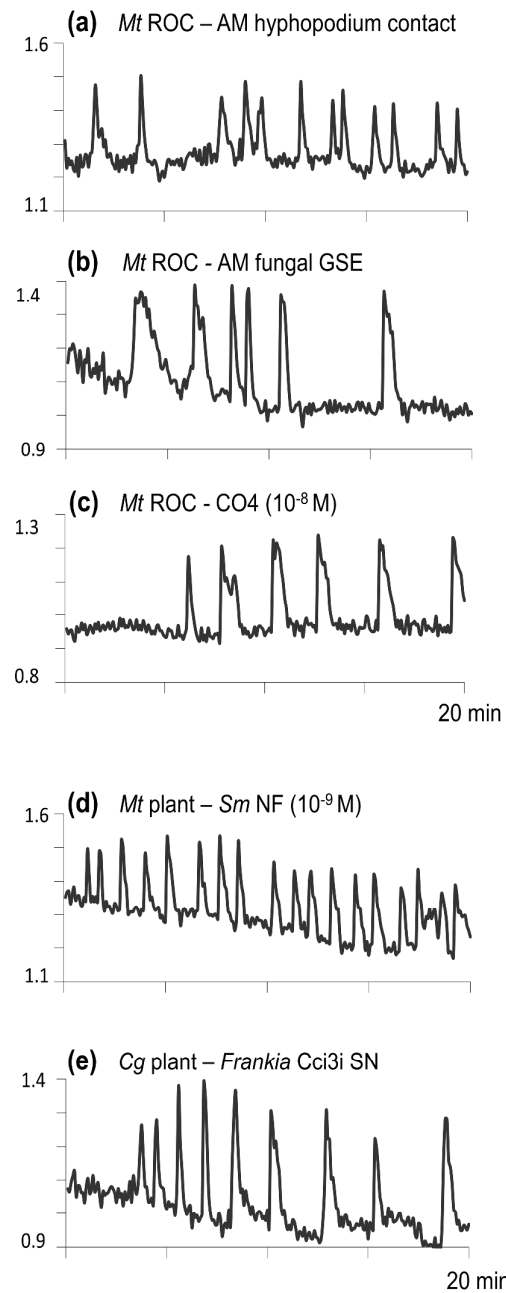 (a) Mt ROC – AM hyphopodium contact
1.6
1.1
(b) Mt ROC - AM fungal GSE
1.4
0.9
(c) Mt ROC - CO4 (10⁻⁸ M)
1.3
0.8
20 min
(d) Mt plant – Sm NF (10⁻⁹ M)
1.6
1.1
(e) Cg plant – Frankia Cci3i SN
1.4
0.9
20 min